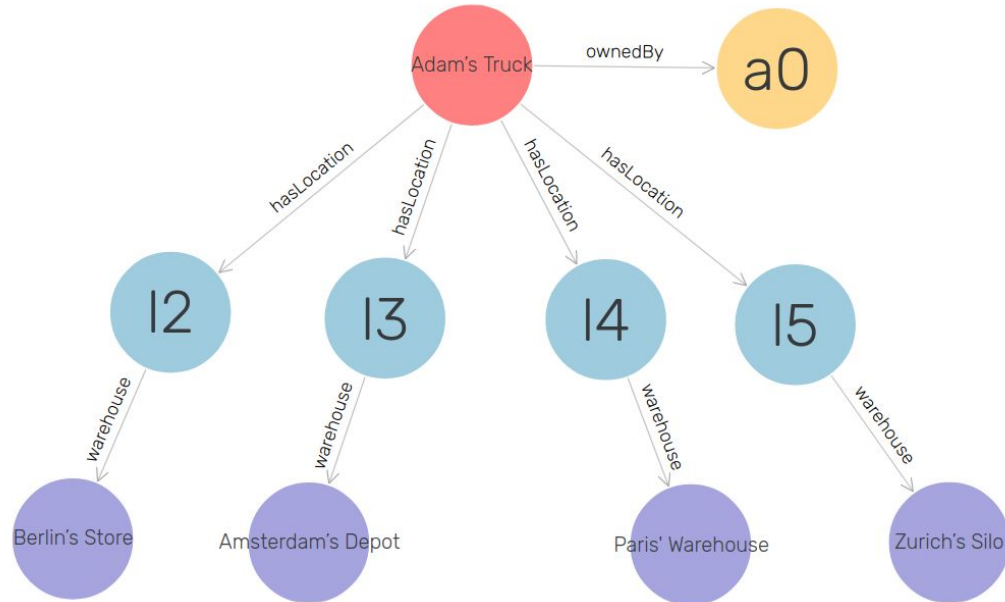 Adam's Truck
ownedBy
a0
hasLocation
hasLocation
hasLocation
hasLocation
l2
l3
l4
l5
warehouse
warehouse
warehouse
warehouse
Berlin's Store
Amsterdam's Depot
Paris' Warehouse
Zurich's Silo